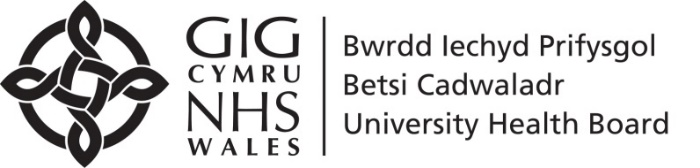 GIG
CYMRU
NHS
WALES
Bwrdd Iechyd Prifysgol
Betsi Cadwaladr
University Health Board